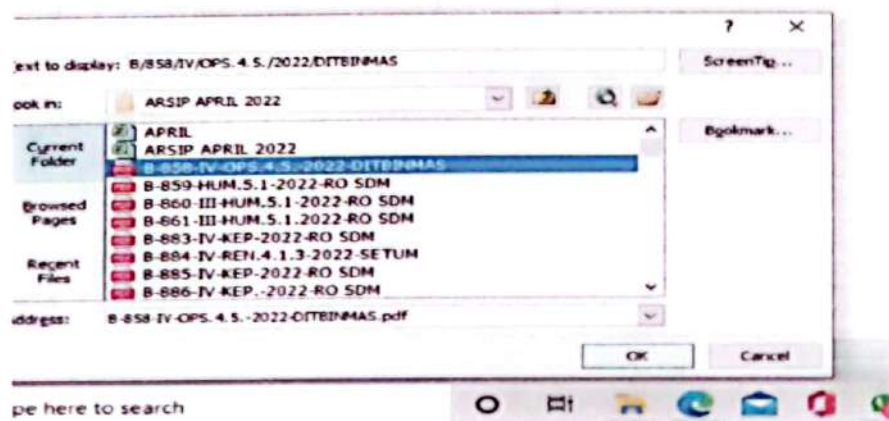 ?
ext to display: B/858/IV/OPS.4.5./2022/DITBINMAS ScreenTip...
ook in: ARSIP APRIL 2022
Bookmark...
Current Folder
APRIL
ARSIP APRIL 2022
B-858-IV-OPS.4.5.-2022-DITBINMAS
B-859-HUM.5.1-2022-RO SDM
Browsed Pages
B-860-III-HUM.5.1-2022-RO SDM
B-861-III-HUM.5.1.2022-RO SDM
B-883-IV-KEP-2022-RO SDM
Recent Files
B-884-IV-REN.4.1.3-2022-SETUM
B-885-IV-KEP-2022-RO SDM
B-886-IV-KEP.-2022-RO SDM
ddress: B-858-IV-OPS.4.5.-2022-DITBINMAS.pdf
OK Cancel
pe here to search